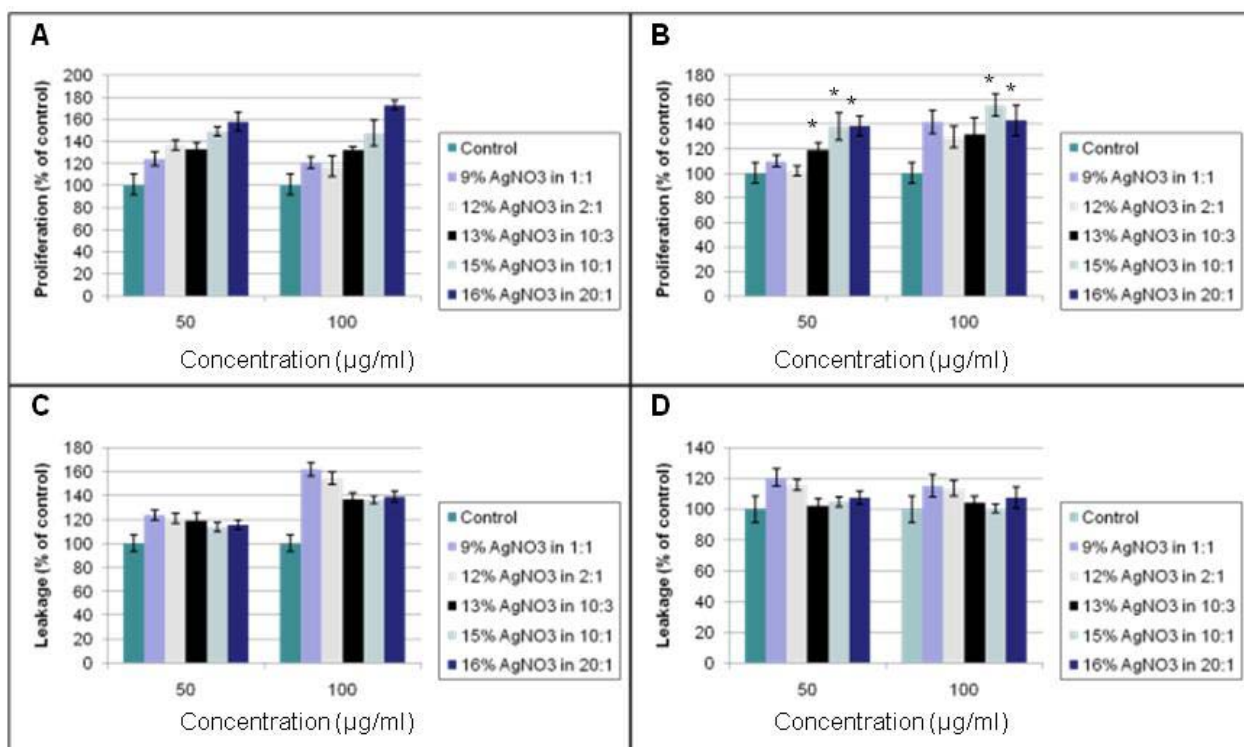 A
Proliferation (% of control)
200
180
160
140
120
100
80
60
40
20
0
50
100
Concentration (µg/ml)
Control
9% AgNO3 in 1:1
12% AgNO3 in 2:1
13% AgNO3 in 10:3
15% AgNO3 in 10:1
16% AgNO3 in 20:1
B
Proliferation (% of control)
180
160
140
120
100
80
60
40
20
0
*
*
*
*
*
50
100
Concentration (µg/ml)
Control
9% AgNO3 in 1:1
12% AgNO3 in 2:1
13% AgNO3 in 10:3
15% AgNO3 in 10:1
16% AgNO3 in 20:1
C
Leakage (% of control)
180
160
140
120
100
80
60
40
20
0
50
100
Concentration (µg/ml)
Control
9% AgNO3 in 1:1
12% AgNO3 in 2:1
13% AgNO3 in 10:3
15% AgNO3 in 10:1
16% AgNO3 in 20:1
D
Leakage (% of control)
140
120
100
80
60
40
20
0
50
100
Concentration (µg/ml)
Control
9% AgNO3 in 1:1
12% AgNO3 in 2:1
13% AgNO3 in 10:3
15% AgNO3 in 10:1
16% AgNO3 in 20:1